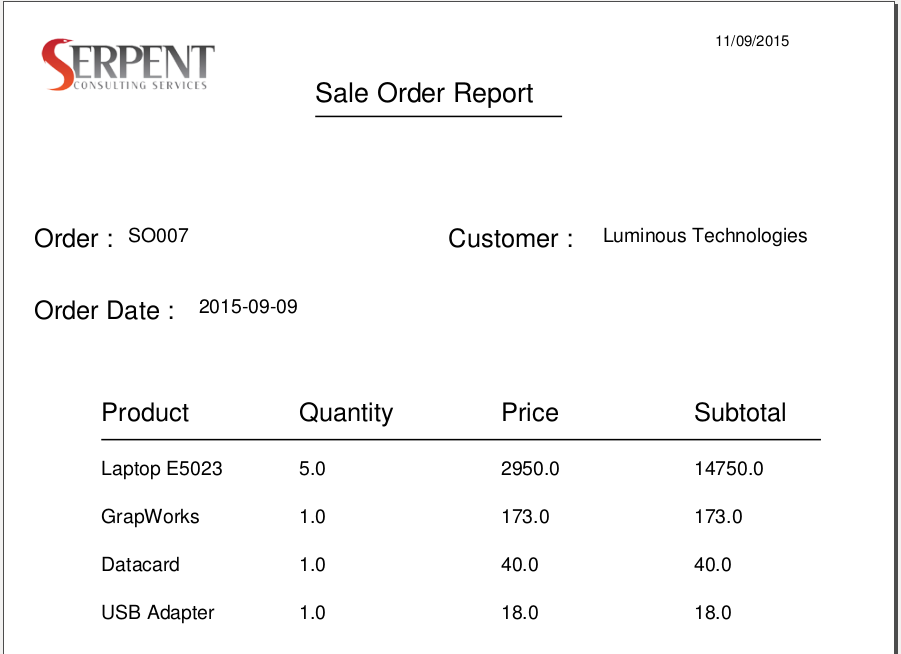 11/09/2015
SERPENT
CONSULTING SERVICES
Sale Order Report
Order : SO007 Customer : Luminous Technologies
Order Date : 2015-09-09
Product Quantity Price Subtotal
Laptop E5023 5.0 2950.0 14750.0
GrapWorks 1.0 173.0 173.0
Datacard 1.0 40.0 40.0
USB Adapter 1.0 18.0 18.0